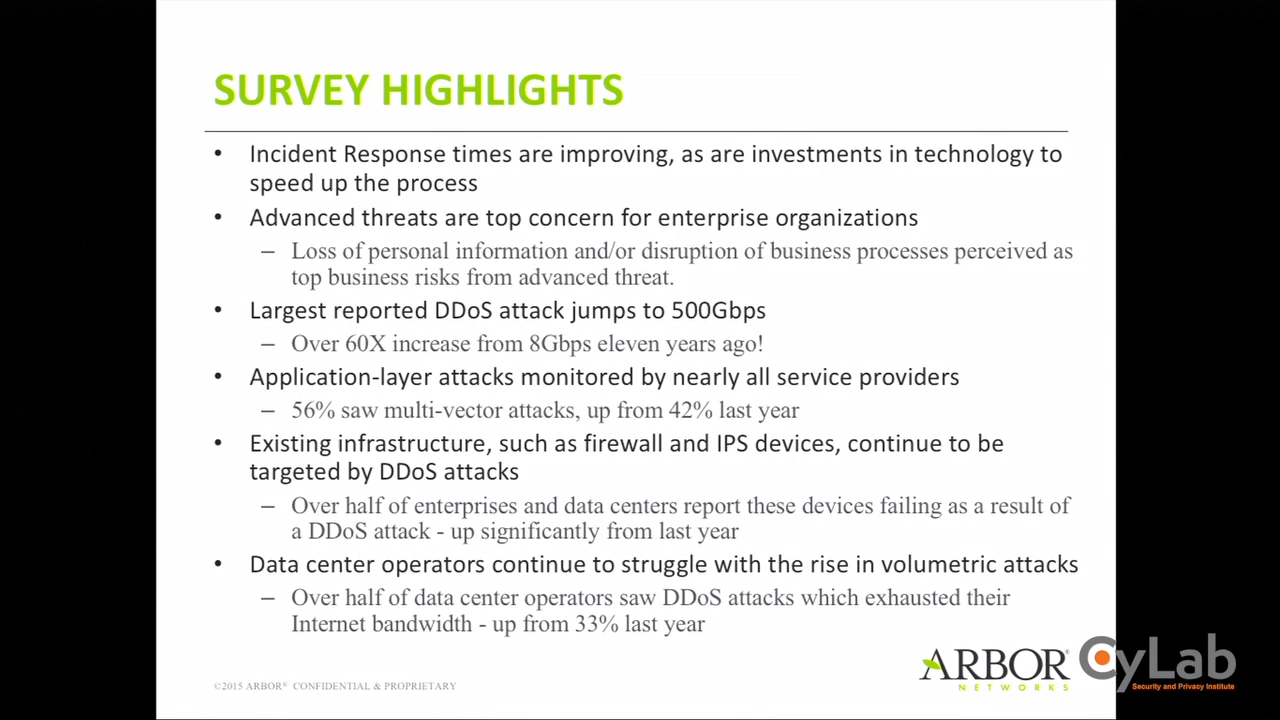 SURVEY HIGHLIGHTS
• Incident Response times are improving, as are investments in technology to
speed up the process
• Advanced threats are top concern for enterprise organizations
– Loss of personal information and/or disruption of business processes perceived as
top business risks from advanced threat.
• Largest reported DDoS attack jumps to 500Gbps
– Over 60X increase from 8Gbps eleven years ago!
• Application-layer attacks monitored by nearly all service providers
– 56% saw multi-vector attacks, up from 42% last year
• Existing infrastructure, such as firewall and IPS devices, continue to be
targeted by DDoS attacks
– Over half of enterprises and data centers report these devices failing as a result of
a DDoS attack - up significantly from last year
• Data center operators continue to struggle with the rise in volumetric attacks
– Over half of data center operators saw DDoS attacks which exhausted their
Internet bandwidth - up from 33% last year
©2015 ARBOR® CONFIDENTIAL & PROPRIETARY
ARBOR®
NETWORKS
CyLab
Security and Privacy Institute